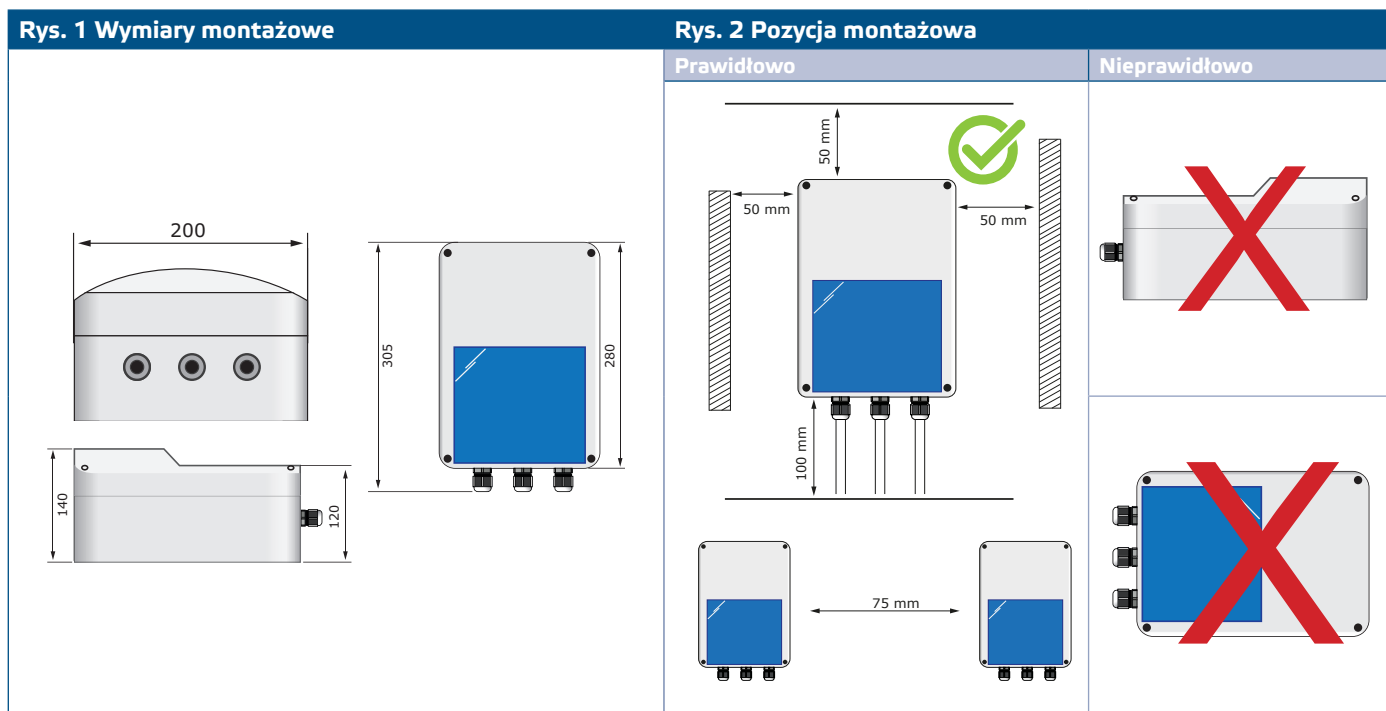 Rys. 1 Wymiary montażowe
Rys. 2 Pozycja montażowa
Prawidłowo
Nieprawidłowo
200
305
280
140
120
50 mm
50 mm
50 mm
100 mm
75 mm